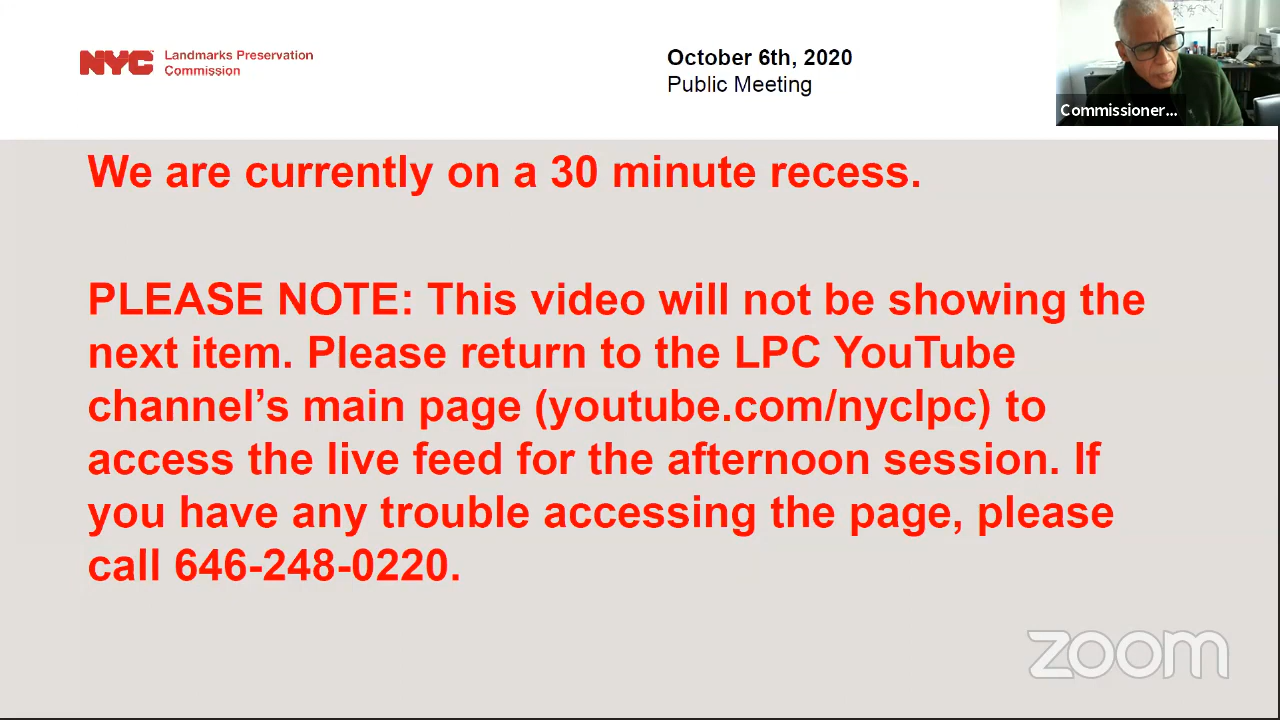 NYC Landmarks Preservation
Commission
October 6th, 2020
Public Meeting
Commissioner...
We are currently on a 30 minute recess.
PLEASE NOTE: This video will not be showing the
next item. Please return to the LPC YouTube
channel’s main page (youtube.com/nyclpc) to
access the live feed for the afternoon session. If
you have any trouble accessing the page, please
call 646-248-0220.
zoom